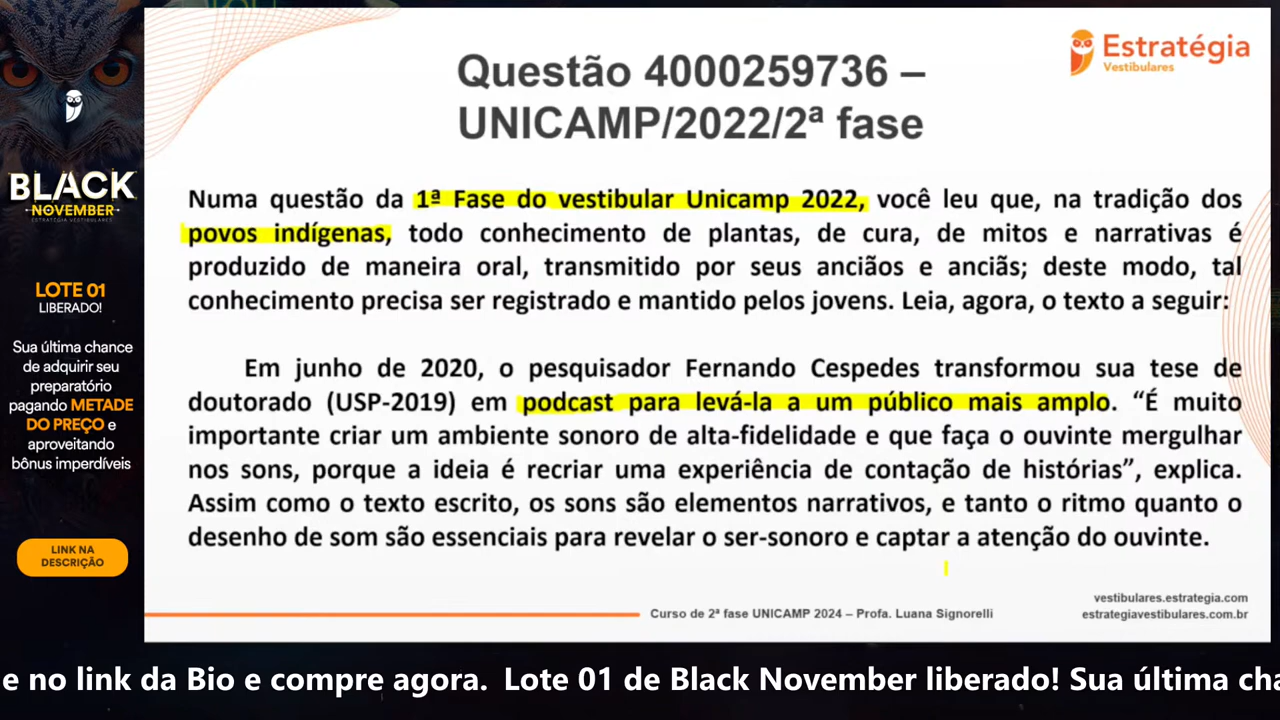 Questão 4000259736 –
UNICAMP/2022/2ª fase
Estratégia
Vestibulares
Numa questão da 1ª Fase do vestibular Unicamp 2022, você leu que, na tradição dos
povos indígenas, todo conhecimento de plantas, de cura, de mitos e narrativas é
produzido de maneira oral, transmitido por seus anciãos e anciãs; deste modo, tal
conhecimento precisa ser registrado e mantido pelos jovens. Leia, agora, o texto a seguir:
Em junho de 2020, o pesquisador Fernando Cespedes transformou sua tese de
doutorado (USP-2019) em podcast para levá-la a um público mais amplo. “É muito
importante criar um ambiente sonoro de alta-fidelidade e que faça o ouvinte mergulhar
nos sons, porque a ideia é recriar uma experiência de contação de histórias”, explica.
Assim como o texto escrito, os sons são elementos narrativos, e tanto o ritmo quanto o
desenho de som são essenciais para revelar o ser-sonoro e captar a atenção do ouvinte.
Curso de 2ª fase UNICAMP 2024 – Profa. Luana Signorelli
vestibulares.estrategia.com
estrategiavestibulares.com.br
BLACK
NOVEMBER
ESTRATÉGIA VESTIBULARES
LOTE 01
LIBERADO!
Sua última chance
de adquirir seu
preparatório
pagando METADE
DO PREÇO e
aproveitando
bônus imperdíveis
LINK NA
DESCRIÇÃO
e no link da Bio e compre agora. Lote 01 de Black November liberado! Sua última cha